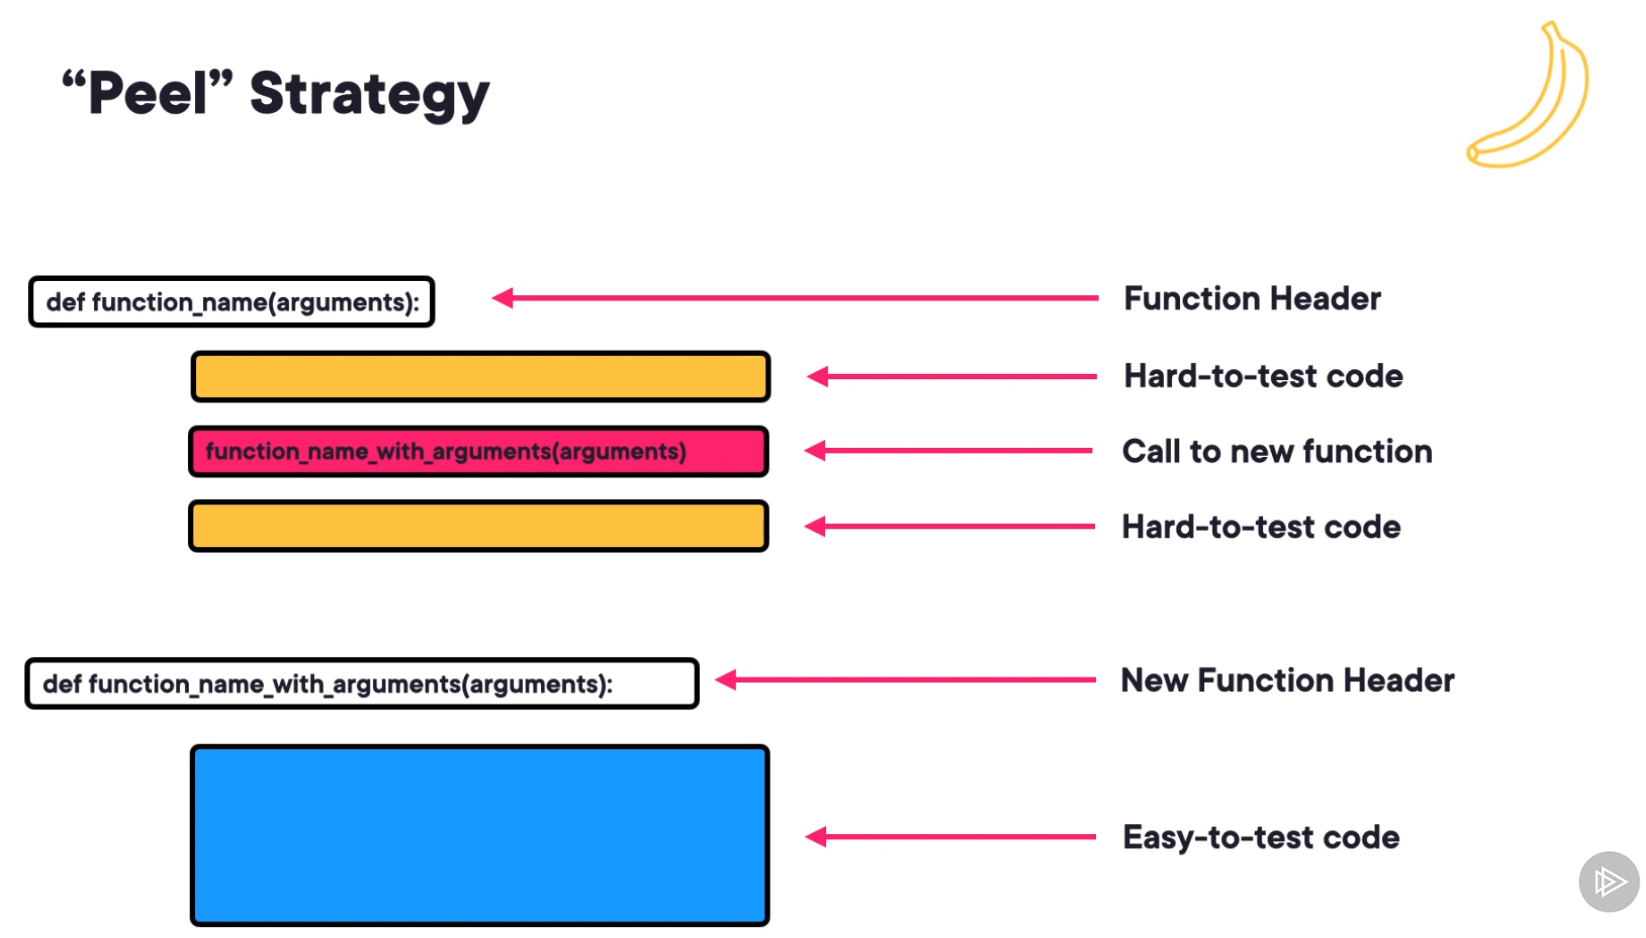 “Peel” Strategy
def function_name(arguments):
Function Header
Hard-to-test code
function_name_with_arguments(arguments)
Call to new function
Hard-to-test code
def function_name_with_arguments(arguments):
New Function Header
Easy-to-test code